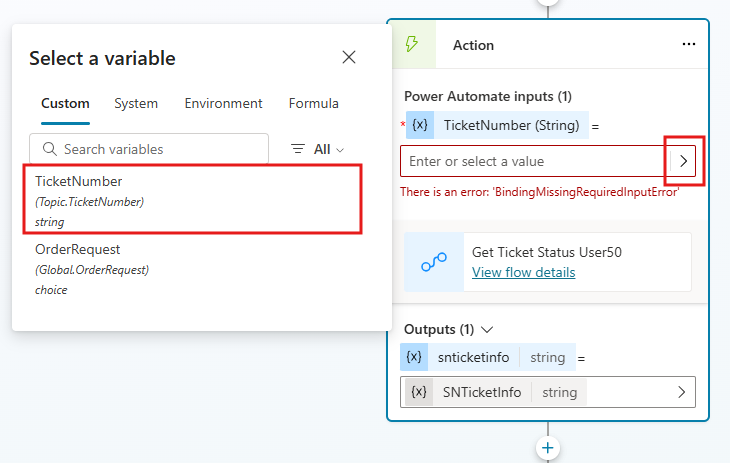 Select a variable
Custom System Environment Formula
Search variables All
TicketNumber
(Topic.TicketNumber)
string
OrderRequest
(Global.OrderRequest)
choice
Action
Power Automate inputs (1)
* {x} TicketNumber (String) =
Enter or select a value
There is an error: 'BindingMissingRequiredInputError'
Get Ticket Status User50
View flow details
Outputs (1)
{x} snticketinfo string =
{x} SNTicketInfo string